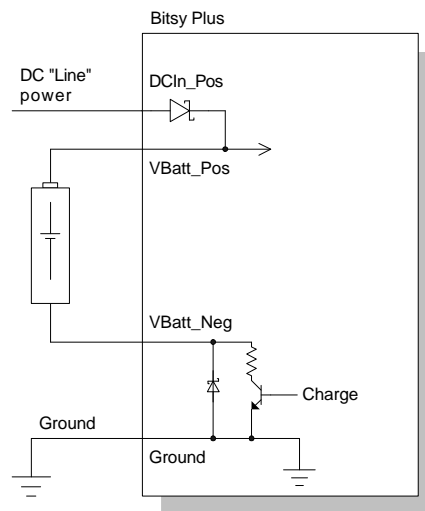 Bitsy Plus
DC "Line"
power
DCIn_Pos
VBatt_Pos
VBatt_Neg
Charge
Ground
Ground